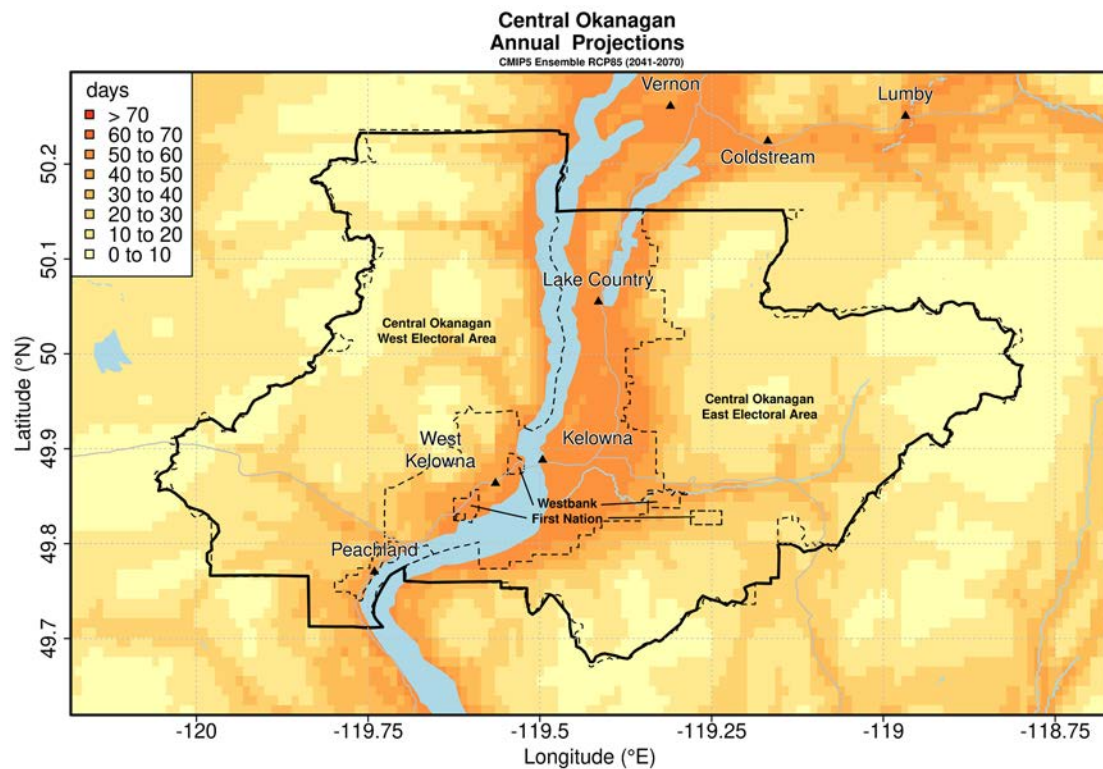 Central Okanagan
Annual Projections
CMIP5 Ensemble RCP85 (2041-2070)
days
> 70
60 to 70
50 to 60
40 to 50
30 to 40
20 to 30
10 to 20
0 to 10
Vernon
Lumby
Coldstream
Lake Country
Central Okanagan
West Electoral Area
Central Okanagan
East Electoral Area
West
Kelowna
Kelowna
Westbank
First Nation
Peachland
Latitude (°N)
50.2
50.1
50
49.9
49.8
49.7
-120
-119.75
-119.5
-119.25
-119
-118.75
Longitude (°E)